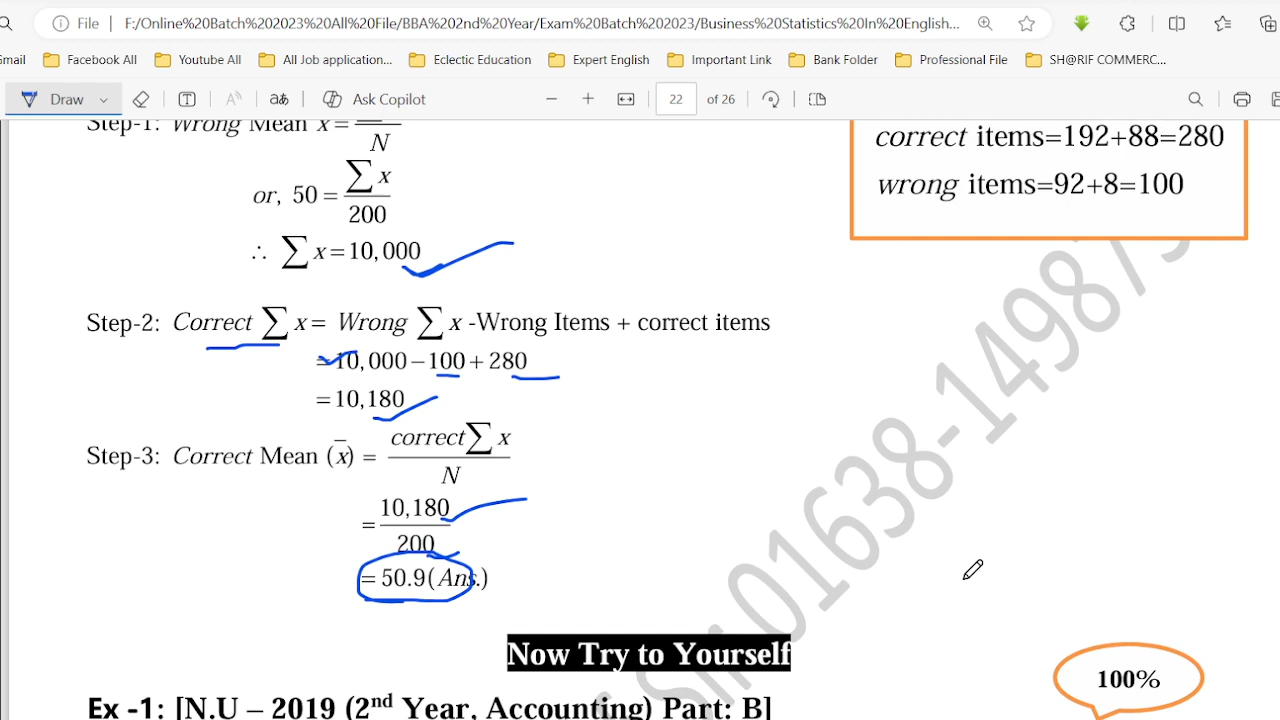 File
F:/Online%20Batch%202023%20All%20File/BBA%202nd%20Year/Exam%20Batch%202023/Business%20Statistics%20In%20English...
Gmail Facebook All Youtube All All Job application... Eclectic Education Expert English Important Link Bank Folder Professional File SH@RIF COMMERC...
Draw aあ Ask Copilot 22 of 26
Step-1: Wrong Mean x̄ = ― / N
or, 50 = ∑x / 200
∴ ∑x = 10,000
correct items=192+88=280
wrong items=92+8=100
Step-2: Correct ∑x = Wrong ∑x -Wrong Items + correct items
= 10,000 − 100 + 280
= 10,180
Step-3: Correct Mean (x̄) = correct∑x / N
= 10,180 / 200
= 50.9(Ans.)
Now Try to Yourself
100%
Ex -1: [N.U – 2019 (2nd Year, Accounting) Part: B]
01638-149873